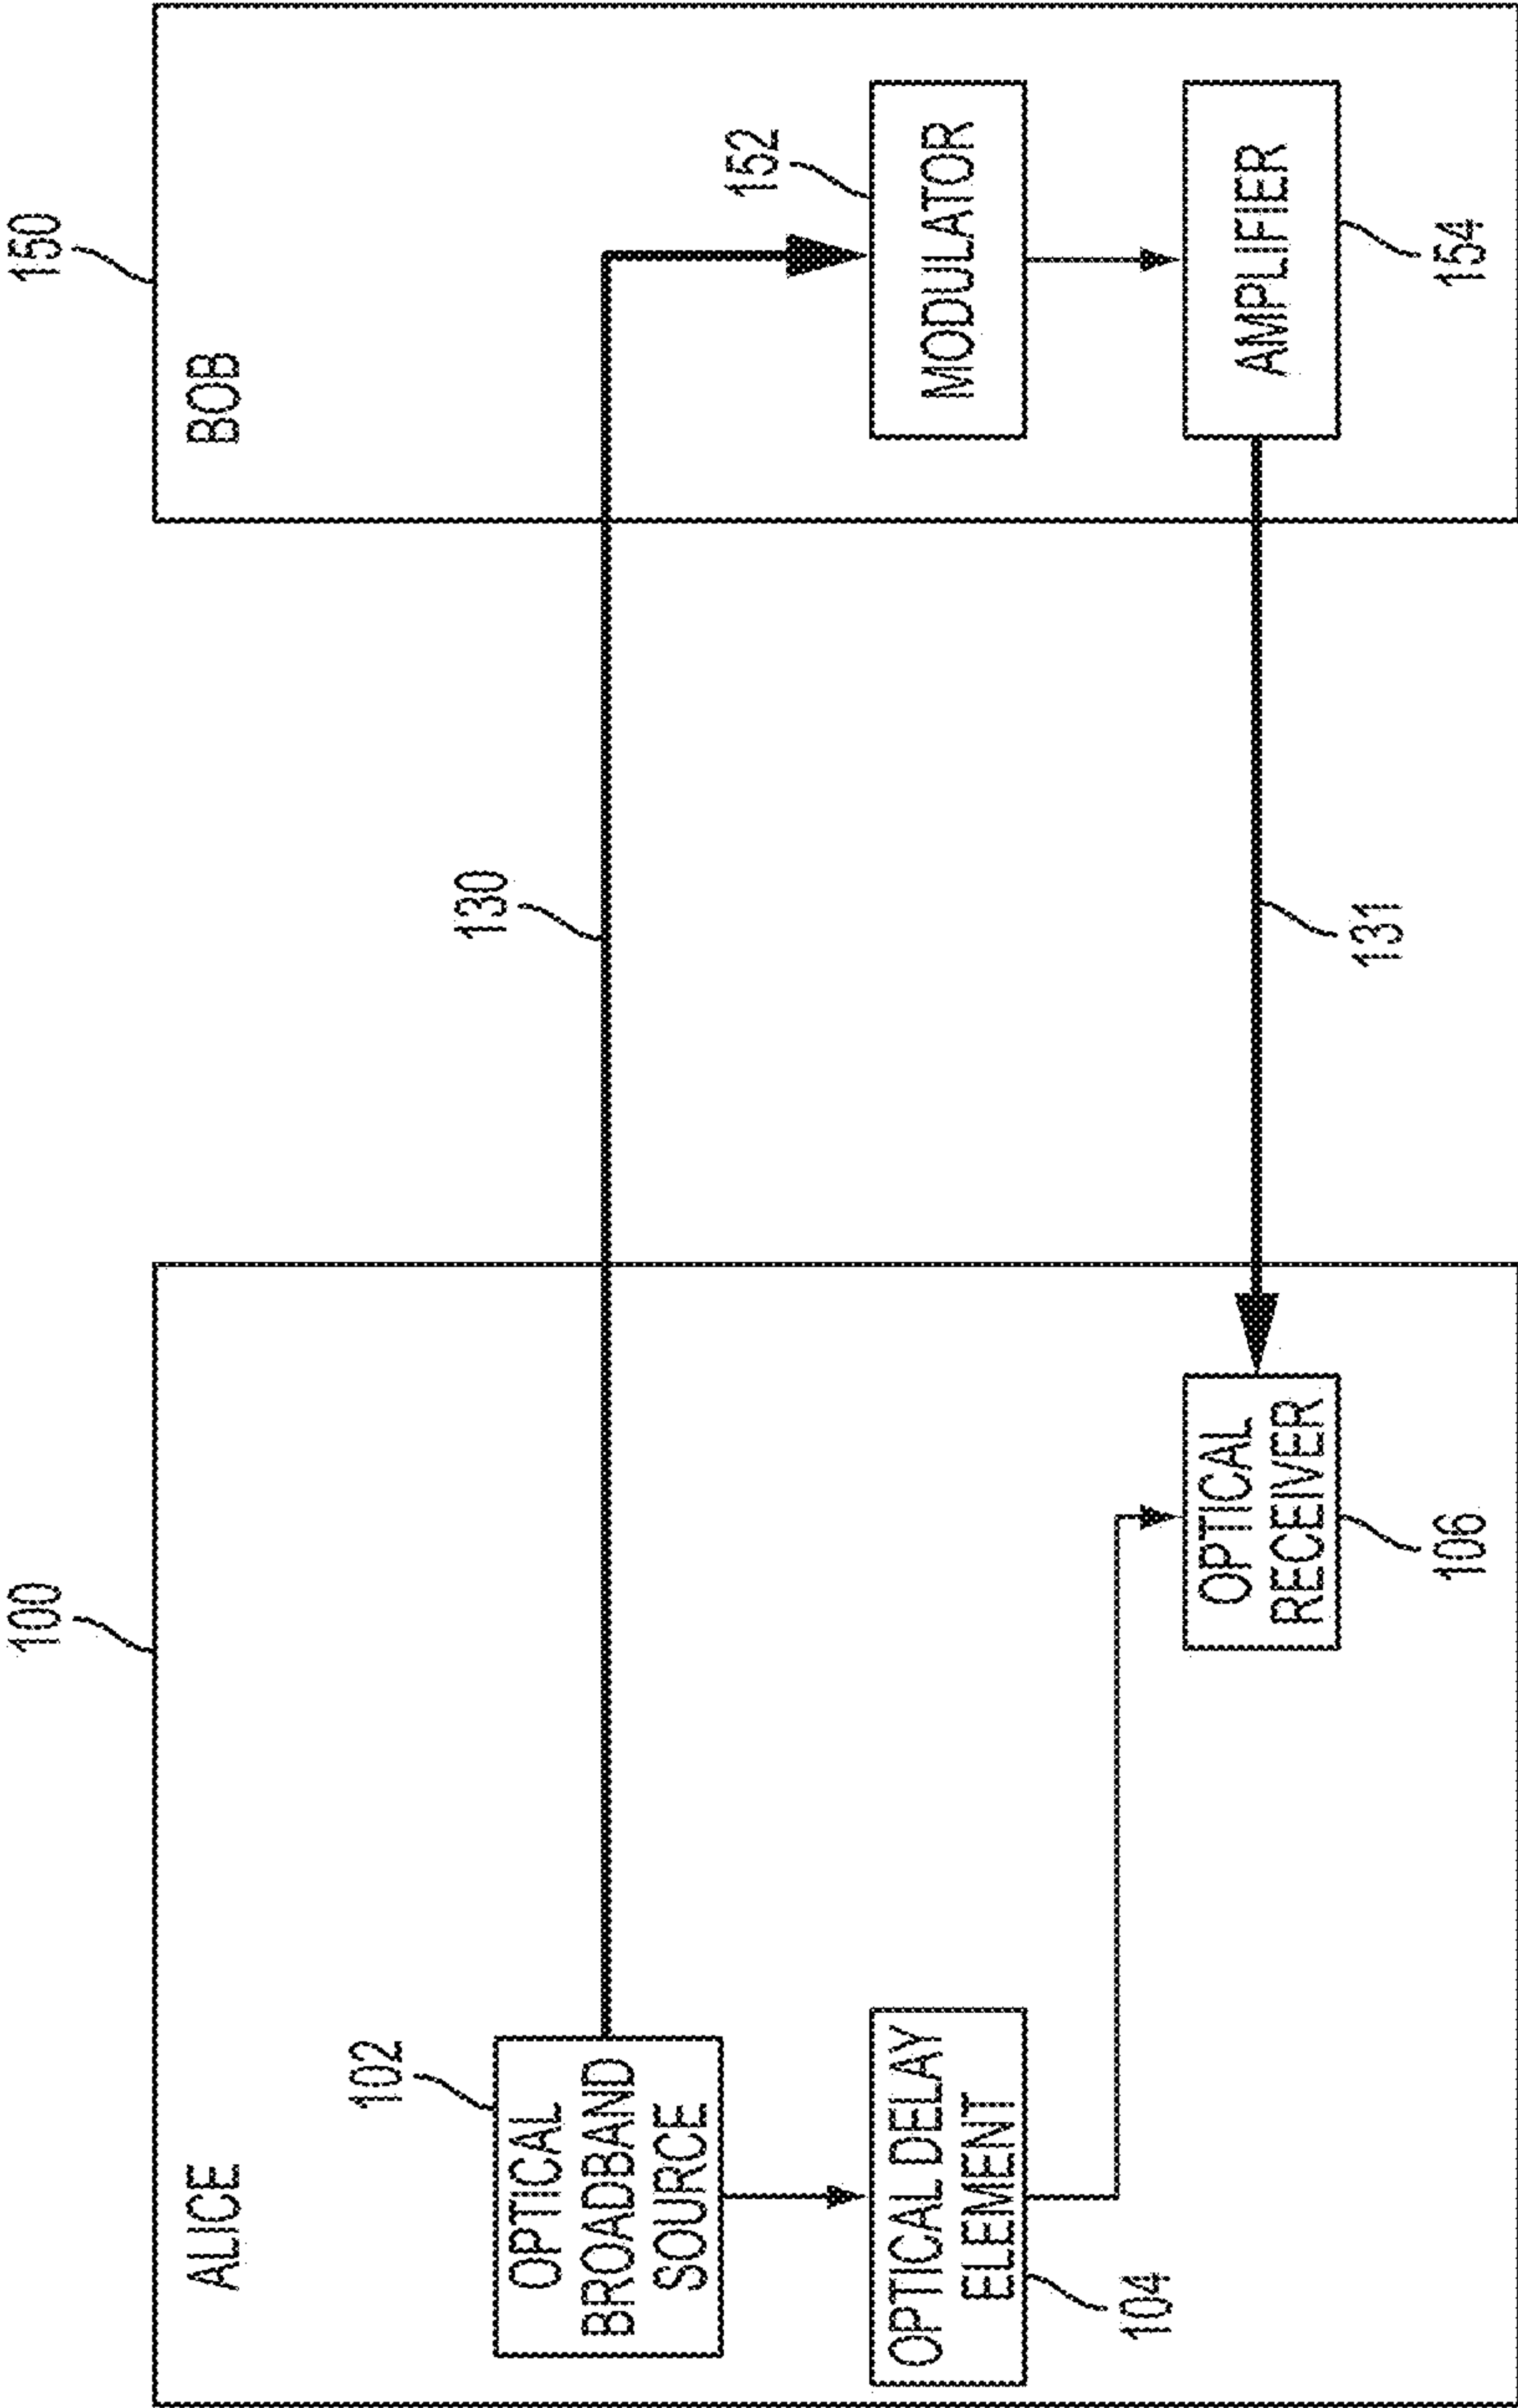 100
150
ALICE
BOB
102
OPTICAL
BROADBAND
SOURCE
130
152
MODULATOR
OPTICAL DELAY
ELEMENT
104
OPTICAL
RECEIVER
106
131
AMPLIFIER
154